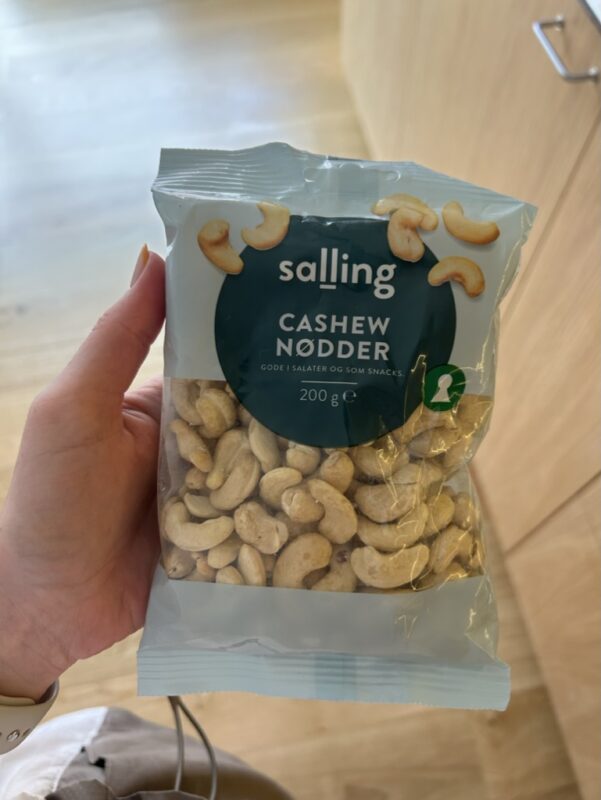 salling
CASHEW
NØDDER
GODE I SALATER OG SOM SNACKS.
200 g ℮